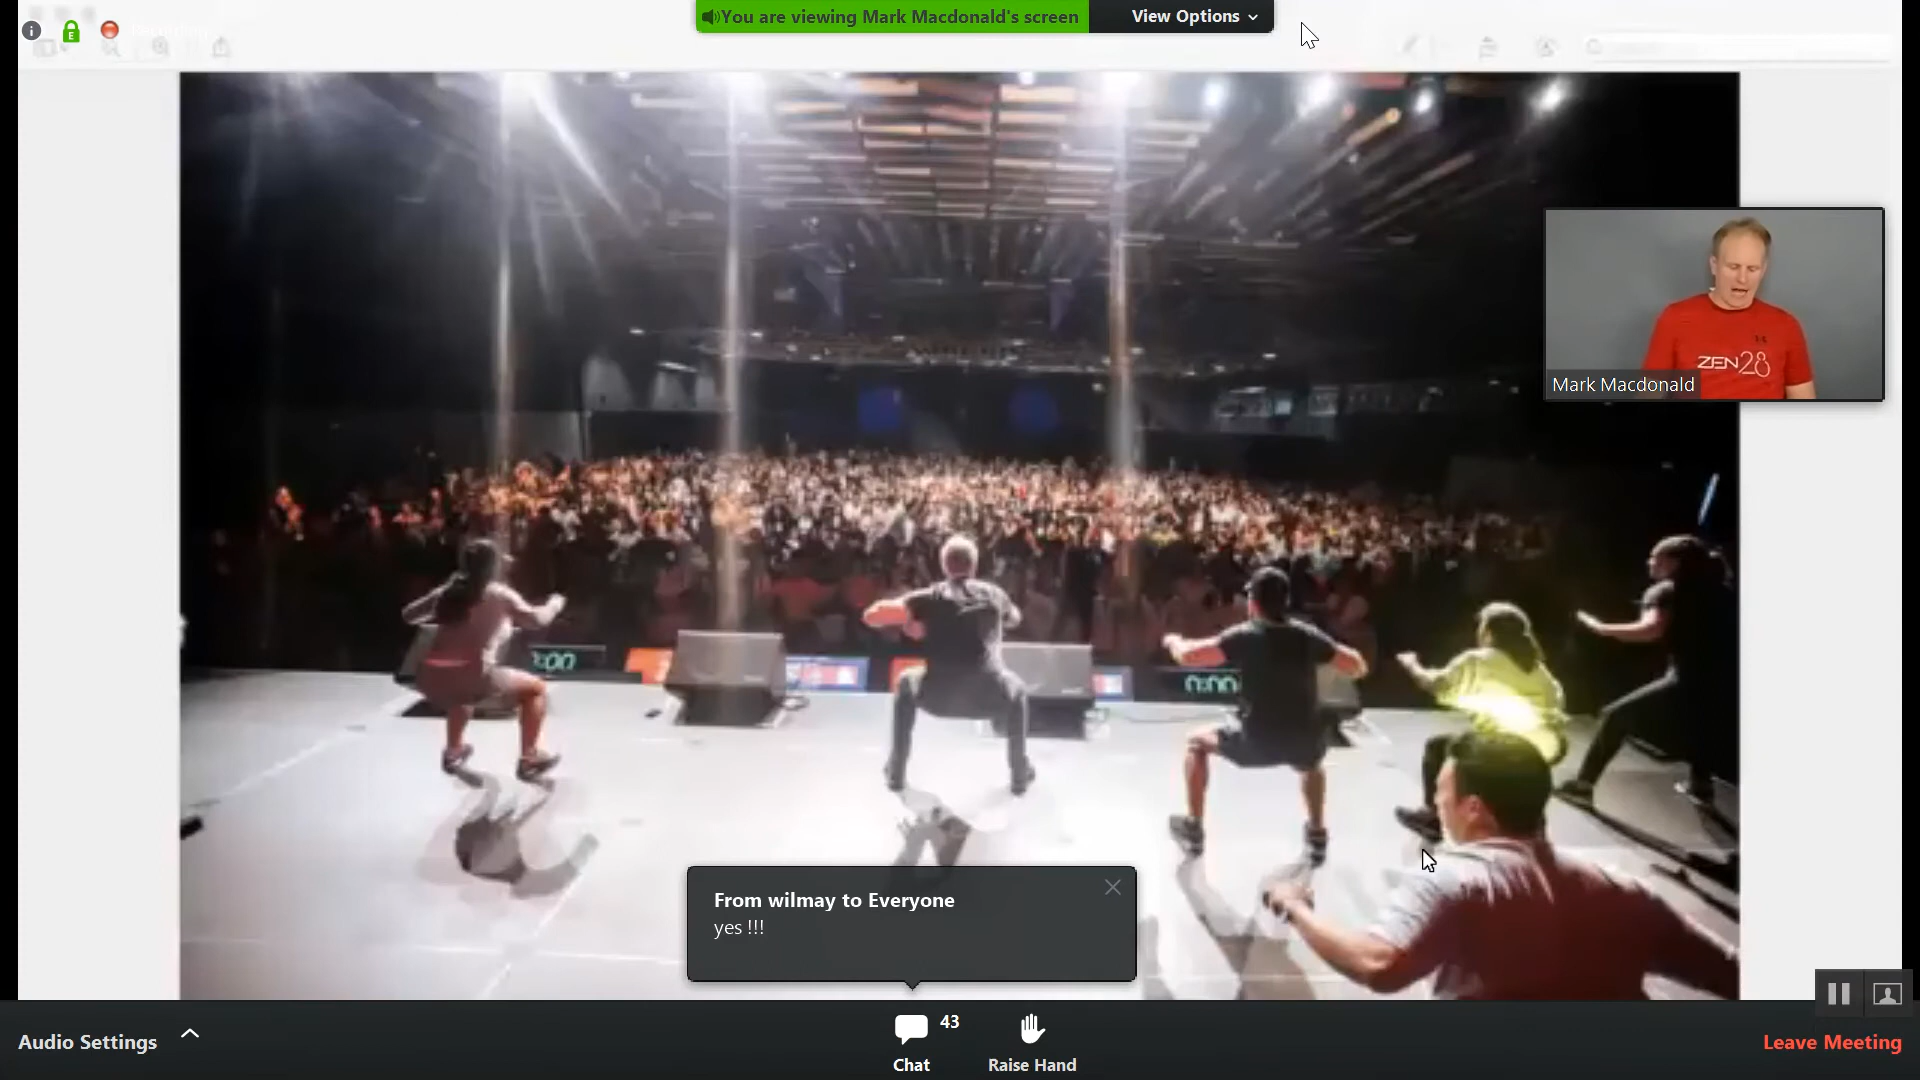 You are viewing Mark Macdonald's screen
View Options
E
ZEN28
Mark Macdonald
From wilmay to Everyone
yes !!!
Audio Settings
43
Chat
Raise Hand
Leave Meeting